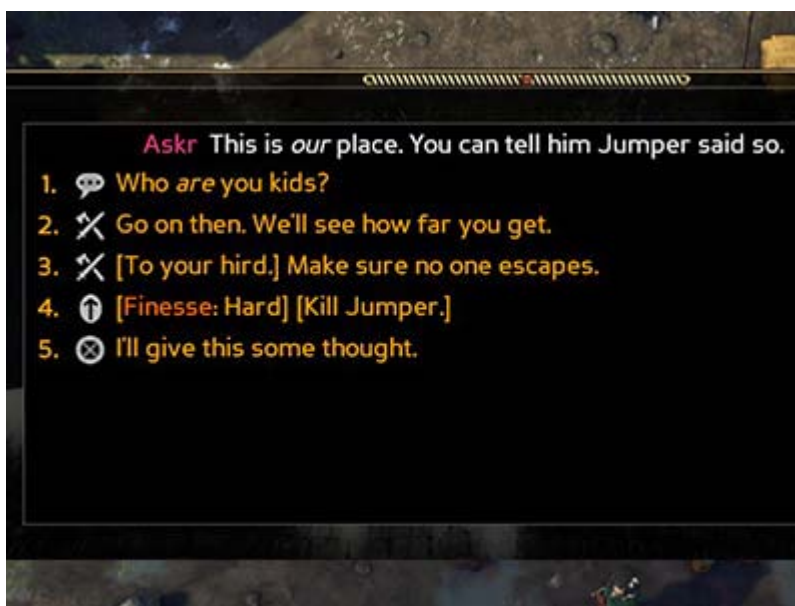 Askr This is our place. You can tell him Jumper said so.
1. Who are you kids?
2. Go on then. We'll see how far you get.
3. [To your hird.] Make sure no one escapes.
4. [Finesse: Hard] [Kill Jumper.]
5. I'll give this some thought.